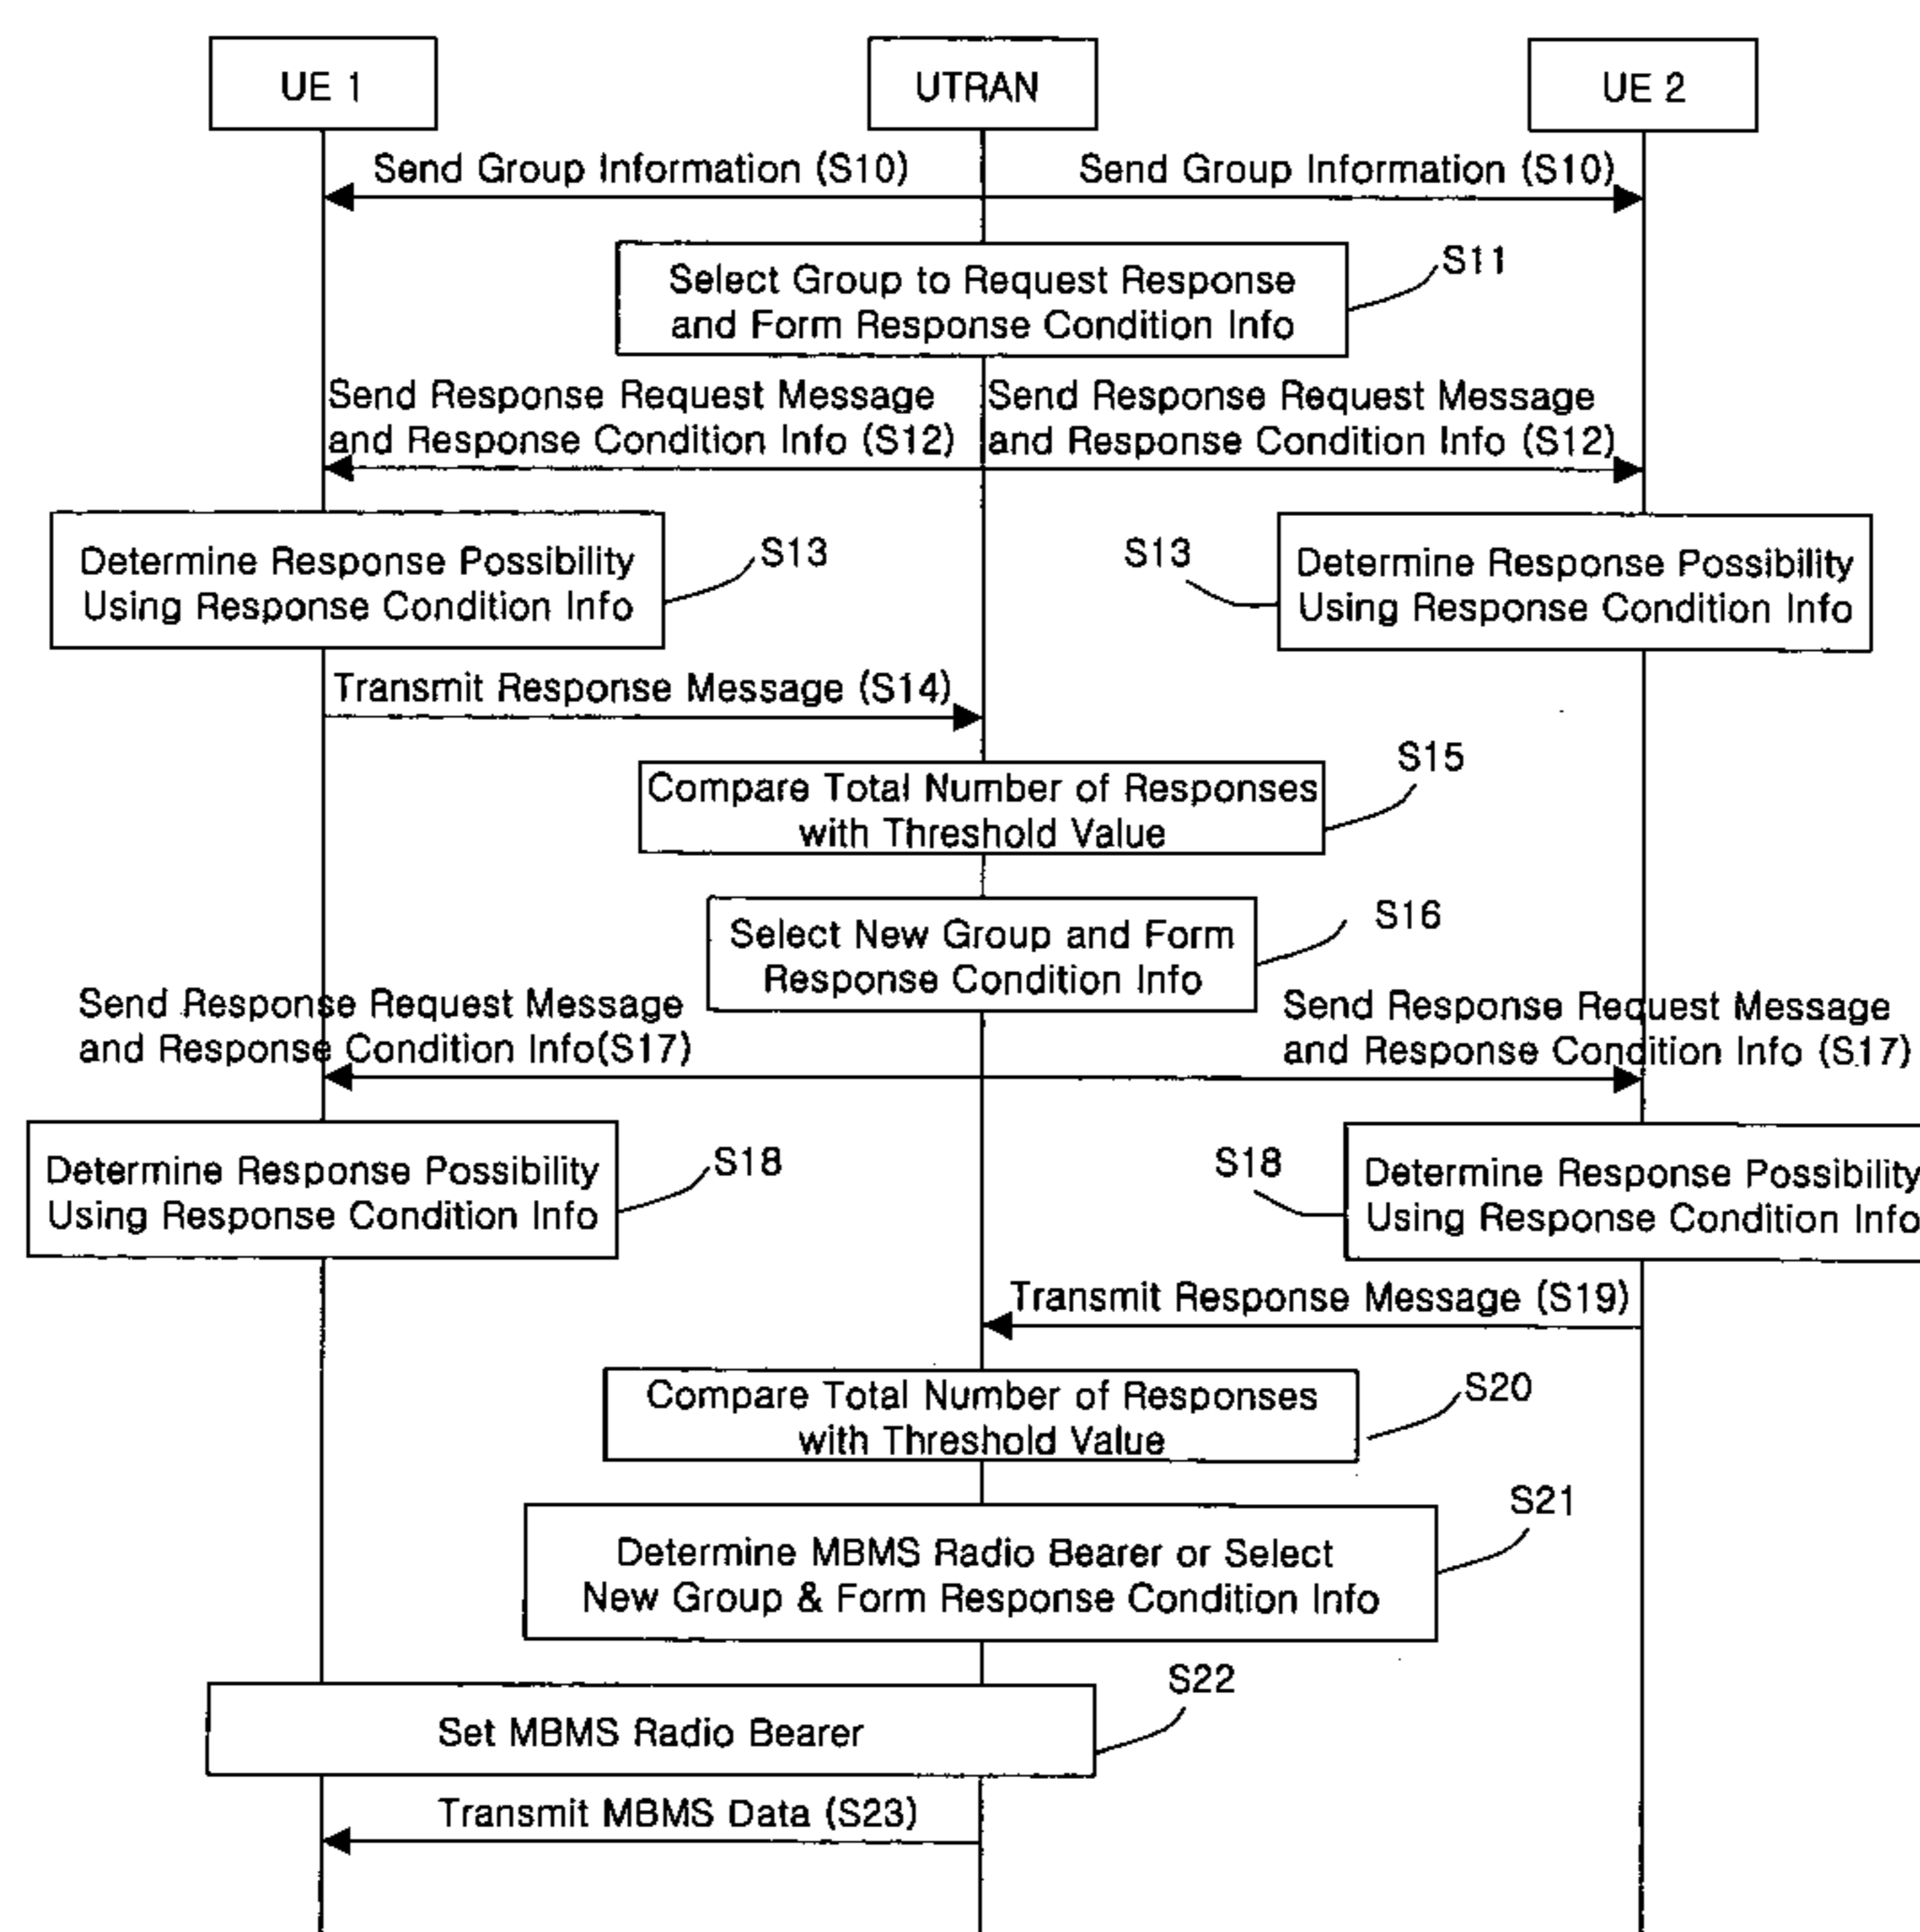 UE 1
UTRAN
UE 2
Send Group Information (S10)
Send Group Information (S10)
S11
Select Group to Request Response
and Form Response Condition Info
Send Response Request Message
and Response Condition Info (S12)
Send Response Request Message
and Response Condition Info (S12)
Determine Response Possibility
Using Response Condition Info
S13
S13
Determine Response Possibility
Using Response Condition Info
Transmit Response Message (S14)
S15
Compare Total Number of Responses
with Threshold Value
S16
Select New Group and Form
Response Condition Info
Send Response Request Message
and Response Condition Info(S17)
Send Response Request Message
and Response Condition Info (S17)
Determine Response Possibility
Using Response Condition Info
S18
S18
Determine Response Possibility
Using Response Condition Info
Transmit Response Message (S19)
Compare Total Number of Responses
with Threshold Value
S20
S21
Determine MBMS Radio Bearer or Select
New Group & Form Response Condition Info
S22
Set MBMS Radio Bearer
Transmit MBMS Data (S23)